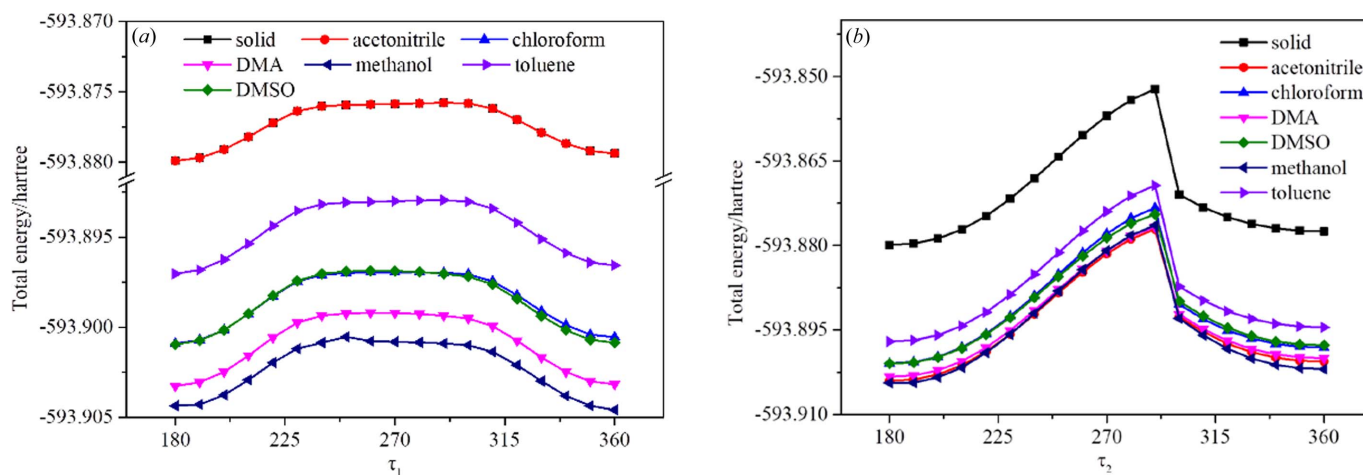 (a)
solid acetonitrile chloroform
DMA methanol toluene
DMSO
Total energy/hartree
-593.870
-593.875
-593.880
-593.895
-593.900
-593.905
180 225 270 315 360
τ1
(b)
solid
acetonitrile
chloroform
DMA
DMSO
methanol
toluene
Total energy/hartree
-593.850
-593.865
-593.880
-593.895
-593.910
180 225 270 315 360
τ2